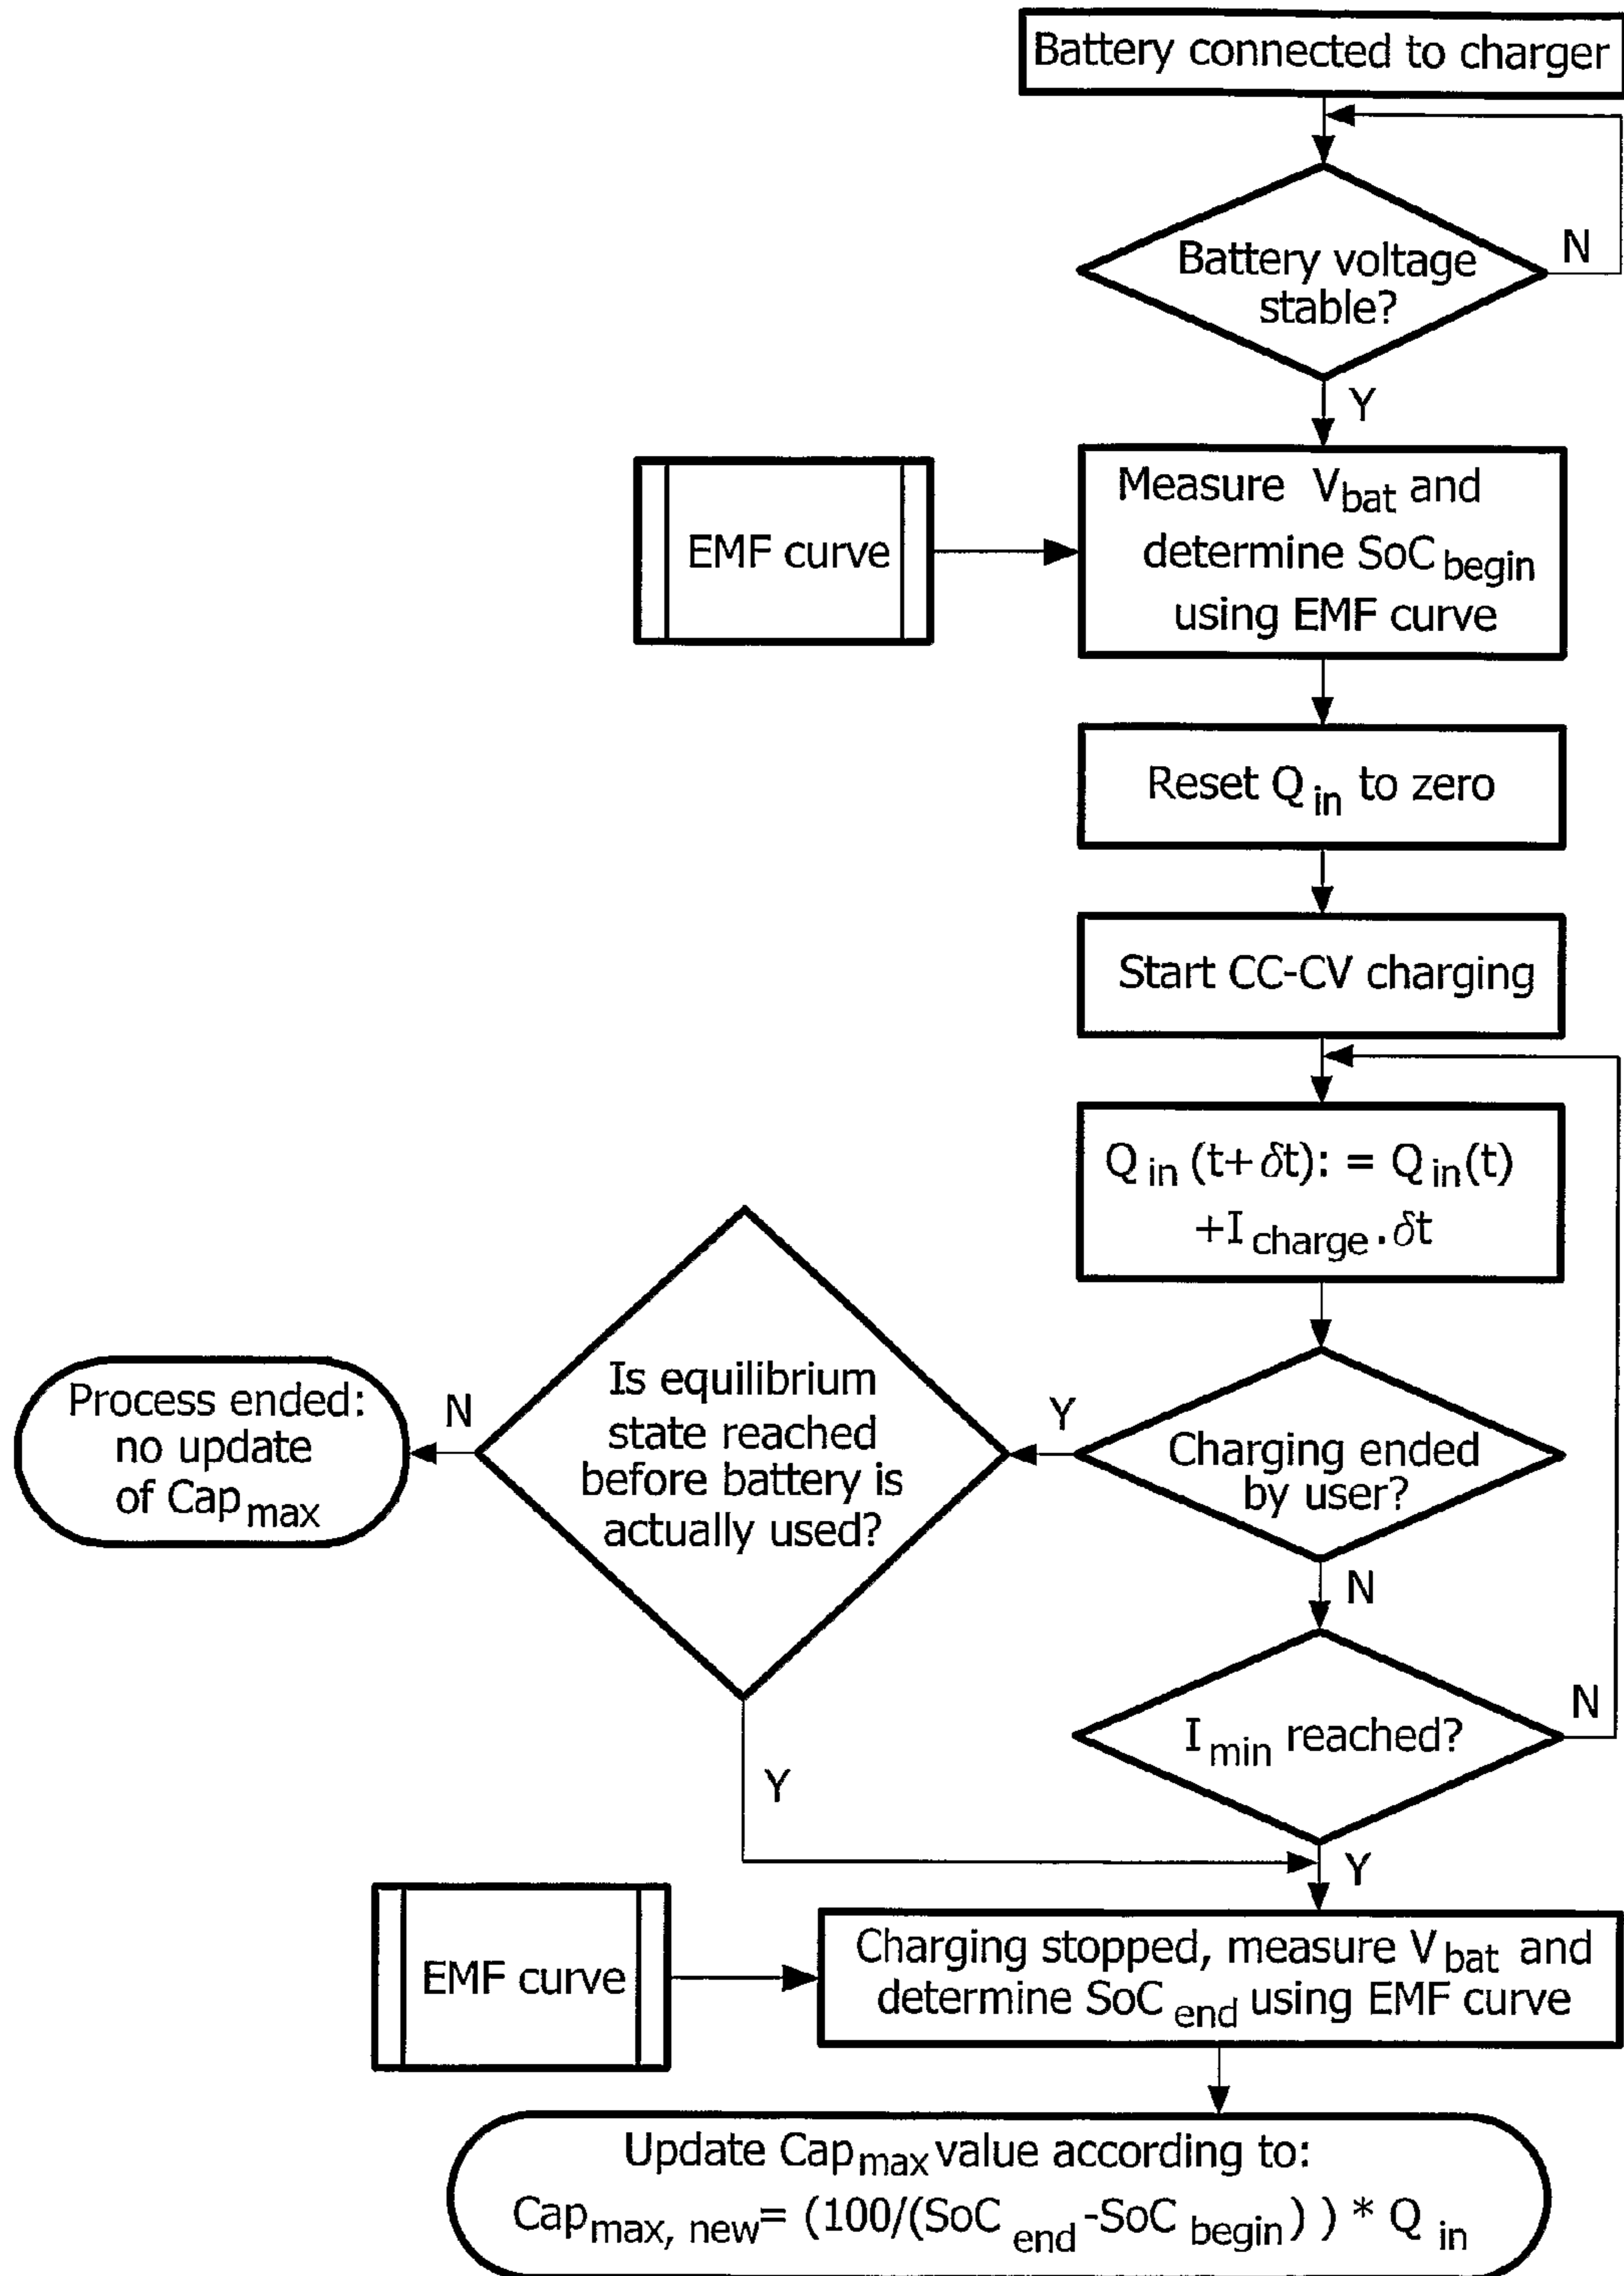 Battery connected to charger
Battery voltage
stable?
N
Y
EMF curve
Measure V bat and
determine SoC begin
using EMF curve
Reset Q in to zero
Start CC-CV charging
Q in (t+δt): = Q in(t)
+I charge.δt
Charging ended
by user?
Y
N
Is equilibrium
state reached
before battery is
actually used?
N
Y
Process ended:
no update
of Cap max
I min reached?
N
Y
EMF curve
Charging stopped, measure V bat and
determine SoC end using EMF curve
Update Cap max value according to:
Cap max, new= (100/(SoC end-SoC begin) ) * Q in